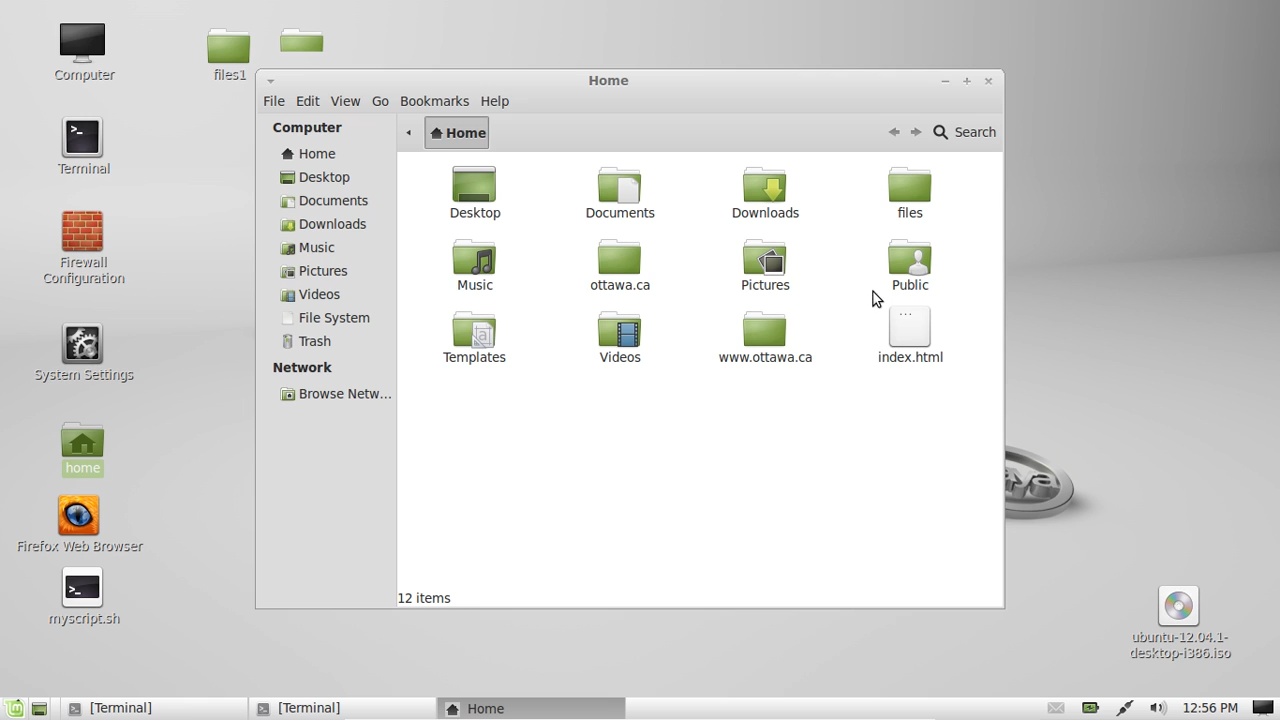 Computer
files1
Terminal
Firewall
Configuration
System Settings
home
Firefox Web Browser
myscript.sh
Home
File Edit View Go Bookmarks Help
Computer
Home
Desktop
Documents
Downloads
Music
Pictures
Videos
File System
Trash
Network
Browse Netw...
Home
Search
Desktop Documents Downloads files
Music ottawa.ca Pictures Public
Templates Videos www.ottawa.ca index.html
12 items
ubuntu-12.04.1-
desktop-i386.iso
[Terminal] [Terminal] Home 12:56 PM